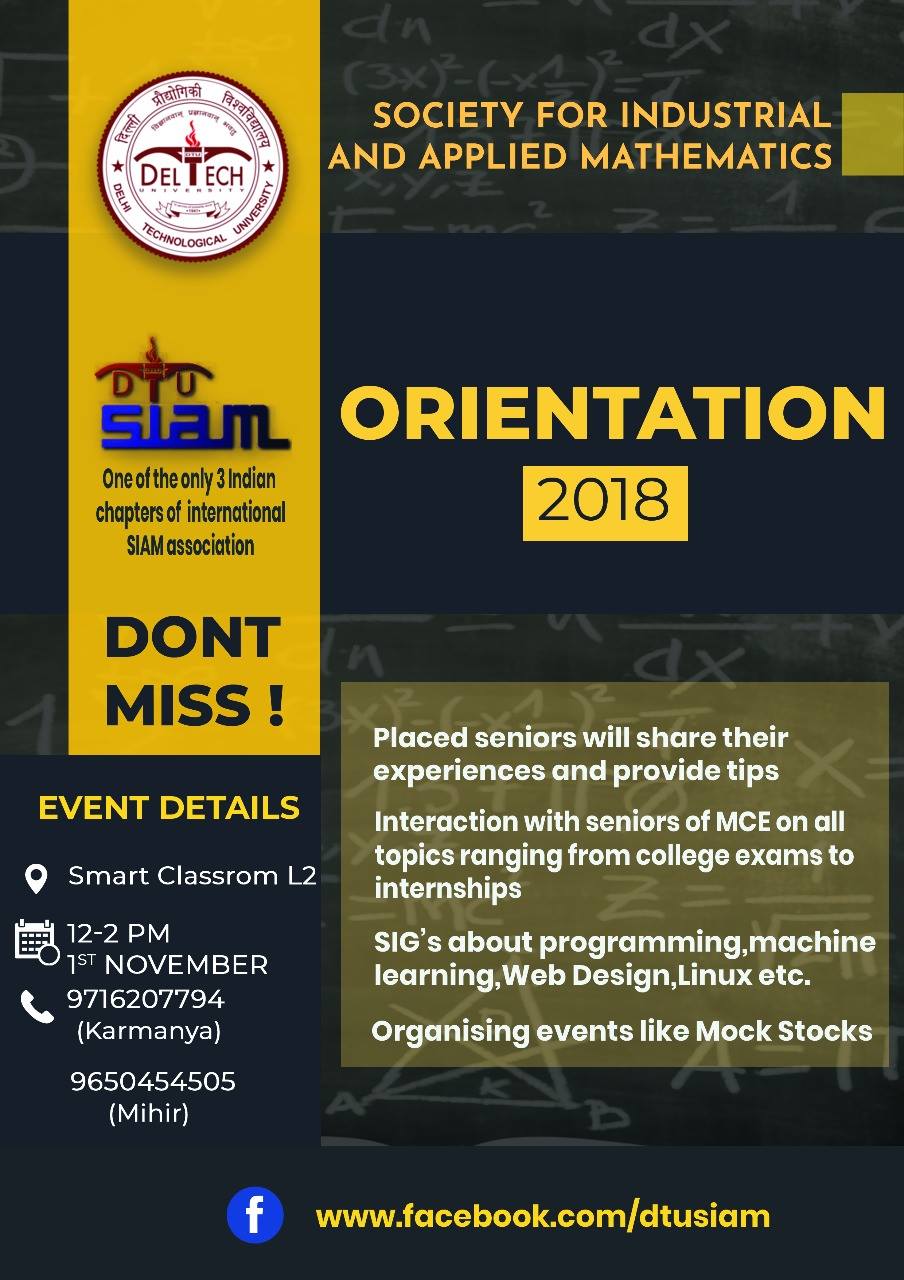 दिल्ली प्रौद्योगिकी विश्वविद्यालय
DTU
DELTECH
UNIVERSITY
DELHI TECHNOLOGICAL UNIVERSITY
SOCIETY FOR INDUSTRIAL
AND APPLIED MATHEMATICS
DTU
siam
One of the only 3 Indian
chapters of international
SIAM association
ORIENTATION
2018
DONT
MISS !
EVENT DETAILS
Smart Classrom L2
12-2 PM
1ST NOVEMBER
9716207794
(Karmanya)
9650454505
(Mihir)
Placed seniors will share their
experiences and provide tips
Interaction with seniors of MCE on all
topics ranging from college exams to
internships
SIG's about programming,machine
learning,Web Design,Linux etc.
Organising events like Mock Stocks
www.facebook.com/dtusiam